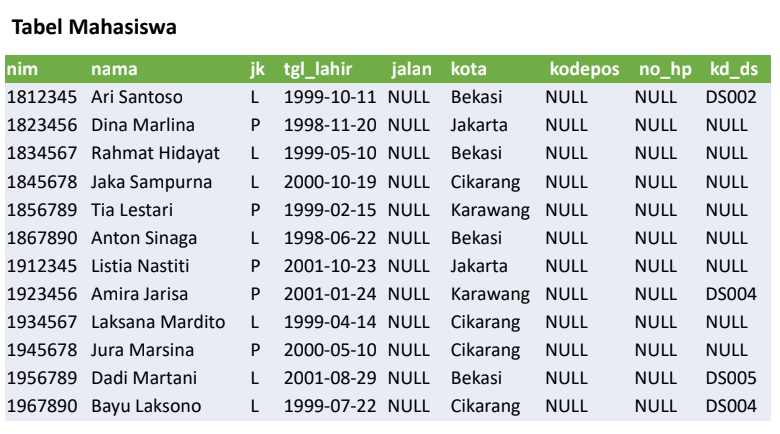 Tabel Mahasiswa
nim nama jk tgl_lahir jalan kota kodepos no_hp kd_ds
1812345 Ari Santoso L 1999-10-11 NULL Bekasi NULL NULL DS002
1823456 Dina Marlina P 1998-11-20 NULL Jakarta NULL NULL NULL
1834567 Rahmat Hidayat L 1999-05-10 NULL Bekasi NULL NULL NULL
1845678 Jaka Sampurna L 2000-10-19 NULL Cikarang NULL NULL NULL
1856789 Tia Lestari P 1999-02-15 NULL Karawang NULL NULL NULL
1867890 Anton Sinaga L 1998-06-22 NULL Bekasi NULL NULL NULL
1912345 Listia Nastiti P 2001-10-23 NULL Jakarta NULL NULL NULL
1923456 Amira Jarisa P 2001-01-24 NULL Karawang NULL NULL DS004
1934567 Laksana Mardito L 1999-04-14 NULL Cikarang NULL NULL NULL
1945678 Jura Marsina P 2000-05-10 NULL Cikarang NULL NULL NULL
1956789 Dadi Martani L 2001-08-29 NULL Bekasi NULL NULL DS005
1967890 Bayu Laksono L 1999-07-22 NULL Cikarang NULL NULL DS004